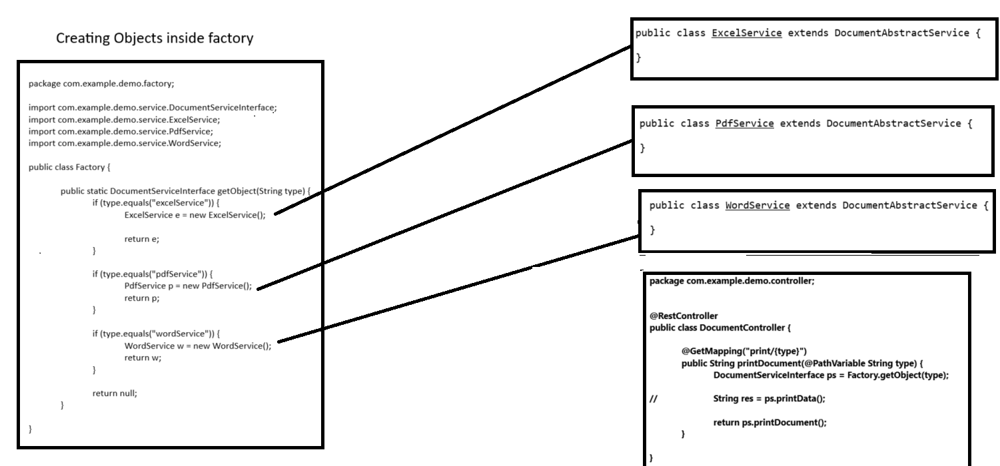 Creating Objects inside factory
package com.example.demo.factory;
import com.example.demo.service.DocumentServiceInterface;
import com.example.demo.service.ExcelService;
import com.example.demo.service.PdfService;
import com.example.demo.service.WordService;
public class Factory {
public static DocumentServiceInterface getObject(String type) {
if (type.equals("excelService")) {
ExcelService e = new ExcelService();
return e;
}
if (type.equals("pdfService")) {
PdfService p = new PdfService();
return p;
}
if (type.equals("wordService")) {
WordService w = new WordService();
return w;
}
return null;
}
}
public class ExcelService extends DocumentAbstractService {
}
public class PdfService extends DocumentAbstractService {
}
public class WordService extends DocumentAbstractService {
}
package com.example.demo.controller;
@RestController
public class DocumentController {
@GetMapping("print/{type}")
public String printDocument(@PathVariable String type) {
DocumentServiceInterface ps = Factory.getObject(type);
// String res = ps.printData();
return ps.printDocument();
}
}